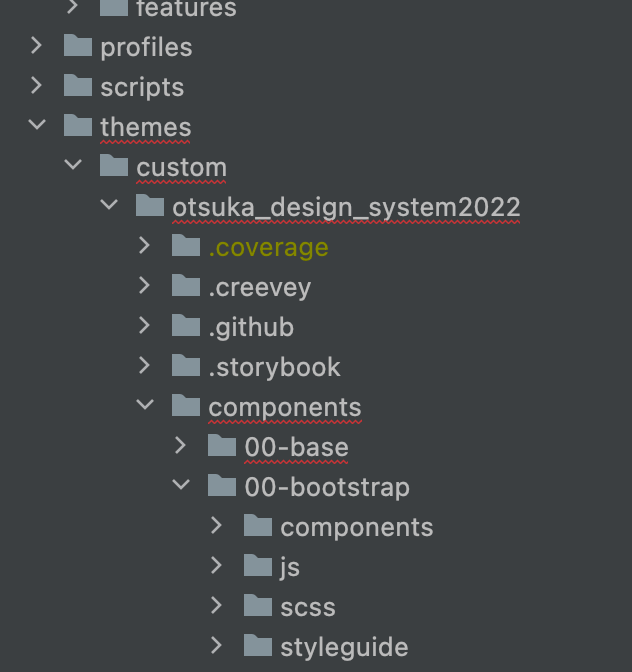 features
profiles
scripts
themes
custom
otsuka_design_system2022
.coverage
.creevey
.github
.storybook
components
00-base
00-bootstrap
components
js
scss
styleguide